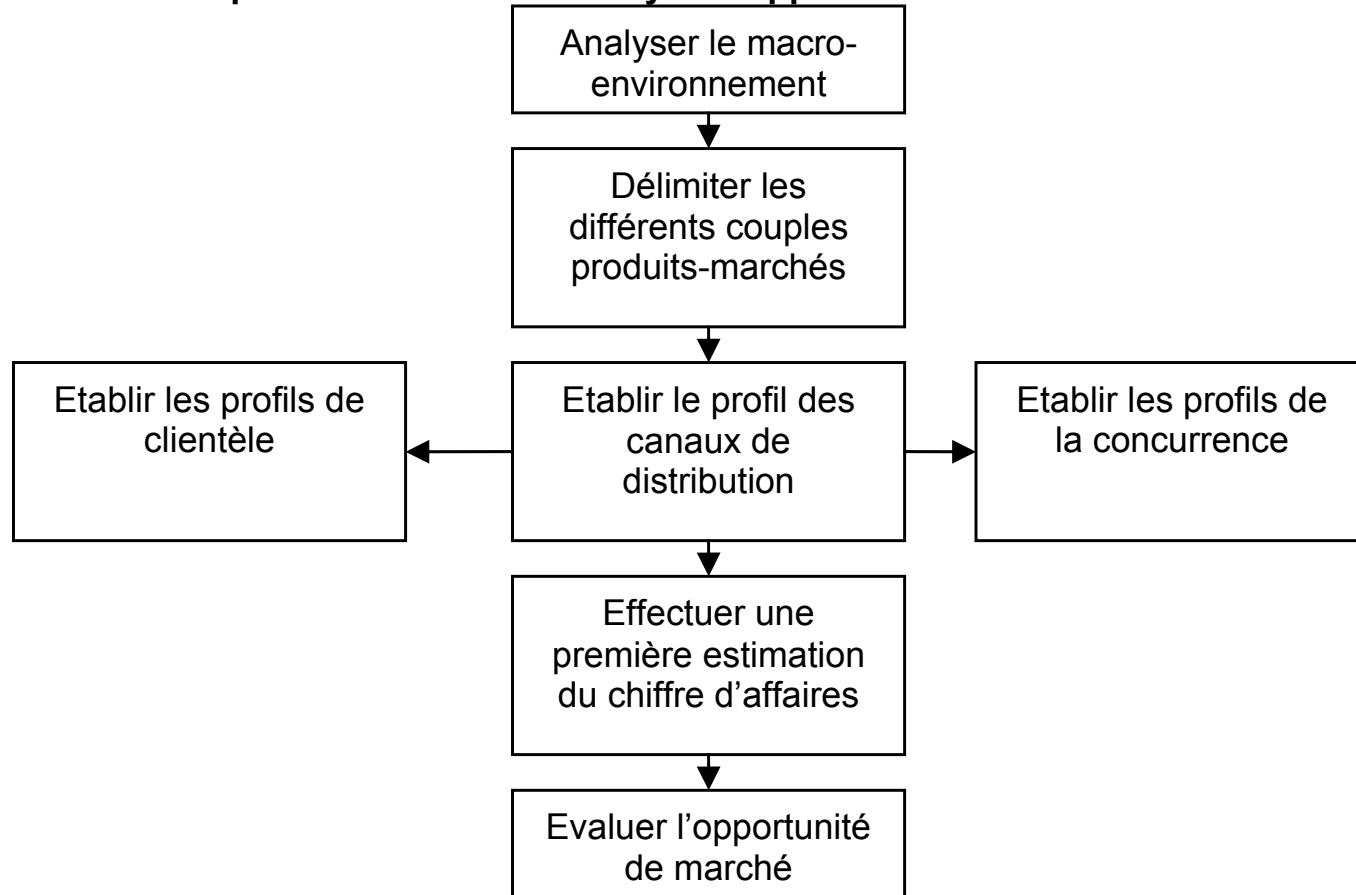 Analyser le macro-
environnement
Délimiter les
différents couples
produits-marchés
Etablir les profils de
clientèle
Etablir le profil des
canaux de
distribution
Etablir les profils de
la concurrence
Effectuer une
première estimation
du chiffre d’affaires
Evaluer l’opportunité
de marché